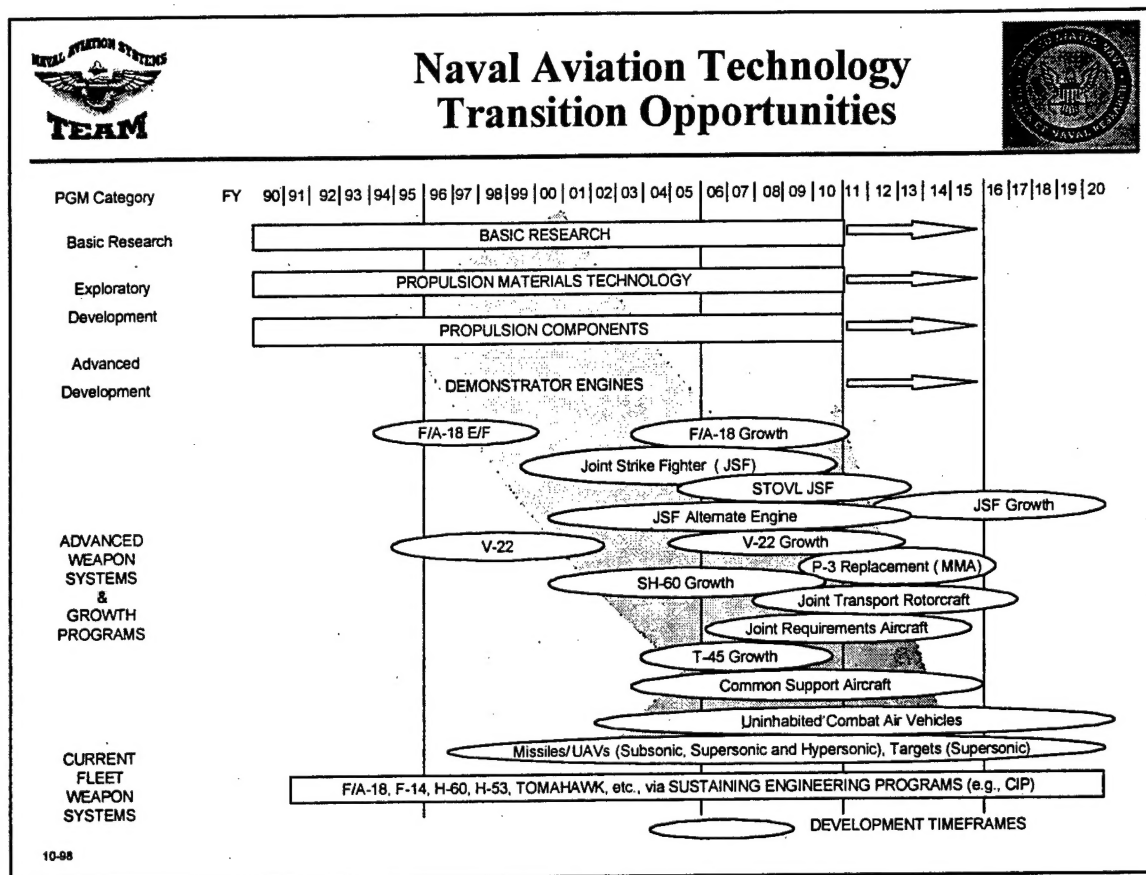 NAVAL AVIATION SYSTEMS
TEAM
Naval Aviation Technology
Transition Opportunities
PGM Category FY 90|91|92|93|94|95|96|97|98|99|00|01|02|03|04|05|06|07|08|09|10|11|12|13|14|15|16|17|18|19|20
Basic Research BASIC RESEARCH
Exploratory PROPULSION MATERIALS TECHNOLOGY
Development PROPULSION COMPONENTS
Advanced
Development DEMONSTRATOR ENGINES
F/A-18 E/F F/A-18 Growth
Joint Strike Fighter ( JSF)
STOVL JSF
JSF Growth
JSF Alternate Engine
ADVANCED
WEAPON
SYSTEMS
&
GROWTH
PROGRAMS
V-22 V-22 Growth
P-3 Replacement ( MMA)
SH-60 Growth
Joint Transport Rotorcraft
Joint Requirements Aircraft
T-45 Growth
Common Support Aircraft
Uninhabited Combat Air Vehicles
Missiles/UAVs (Subsonic, Supersonic and Hypersonic), Targets (Supersonic)
CURRENT
FLEET
WEAPON
SYSTEMS
F/A-18, F-14, H-60, H-53, TOMAHAWK, etc., via SUSTAINING ENGINEERING PROGRAMS (e.g., CIP)
DEVELOPMENT TIMEFRAMES
10-98